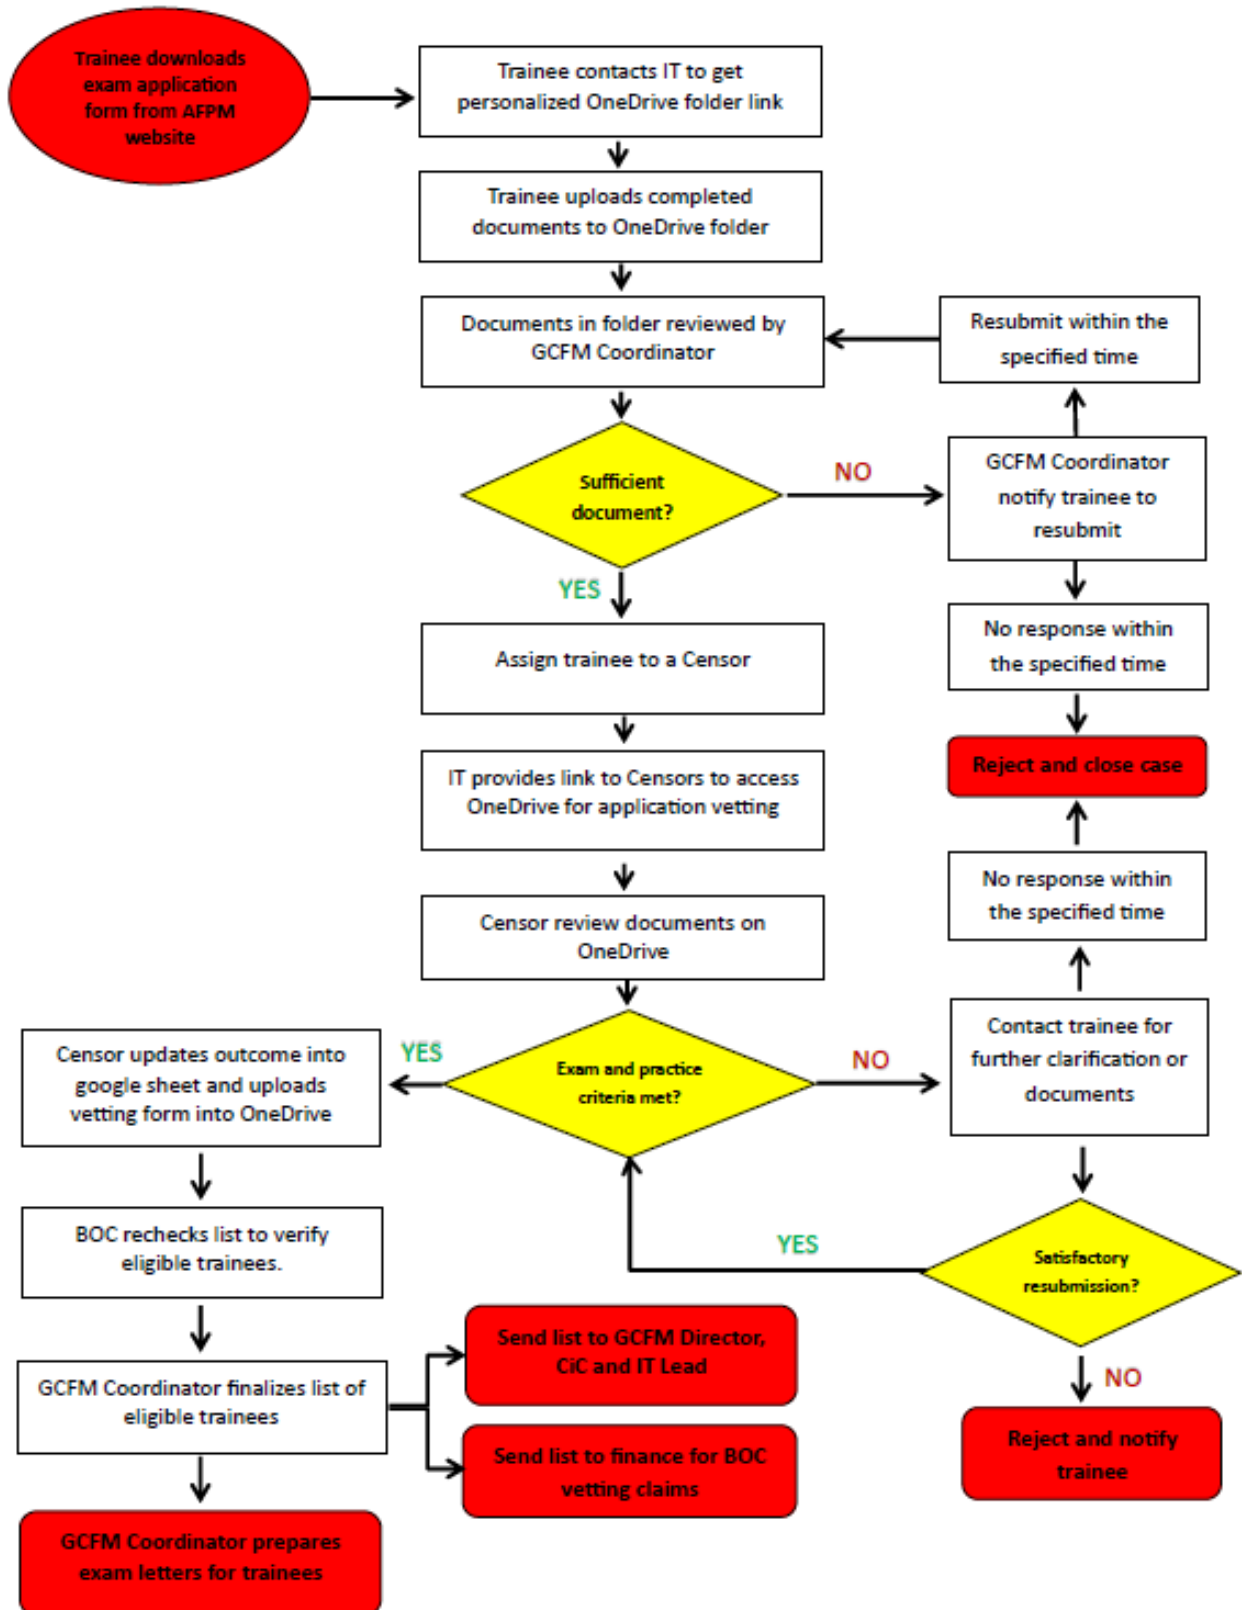 Trainee downloads
exam application
form from AFPM
website
Trainee contacts IT to get
personalized OneDrive folder link
Trainee uploads completed
documents to OneDrive folder
Documents in folder reviewed by
GCFM Coordinator
Resubmit within the
specified time
Sufficient
document?
NO
GCFM Coordinator
notify trainee to
resubmit
YES
No response within
the specified time
Assign trainee to a Censor
Reject and close case
IT provides link to Censors to access
OneDrive for application vetting
No response within
the specified time
Censor review documents on
OneDrive
Contact trainee for
further clarification or
documents
Exam and practice
criteria met?
NO
YES
Censor updates outcome into
google sheet and uploads
vetting form into OneDrive
BOC rechecks list to verify
eligible trainees.
YES
Satisfactory
resubmission?
NO
Reject and notify
trainee
GCFM Coordinator finalizes list of
eligible trainees
Send list to GCFM Director,
CiC and IT Lead
Send list to finance for BOC
vetting claims
GCFM Coordinator prepares
exam letters for trainees